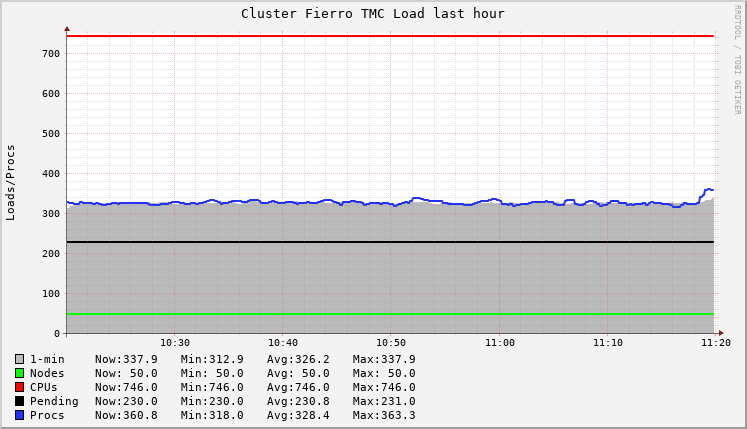 Cluster Fierro TMC Load last hour
RRDTOOL / TOBI OETIKER
Loads/Procs
700
600
500
400
300
200
100
0
10:30 10:40 10:50 11:00 11:10 11:20
1-min Now:337.9 Min:312.9 Avg:326.2 Max:337.9
Nodes Now: 50.0 Min: 50.0 Avg: 50.0 Max: 50.0
CPUs Now:746.0 Min:746.0 Avg:746.0 Max:746.0
Pending Now:230.0 Min:230.0 Avg:230.8 Max:231.0
Procs Now:360.8 Min:318.0 Avg:328.4 Max:363.3